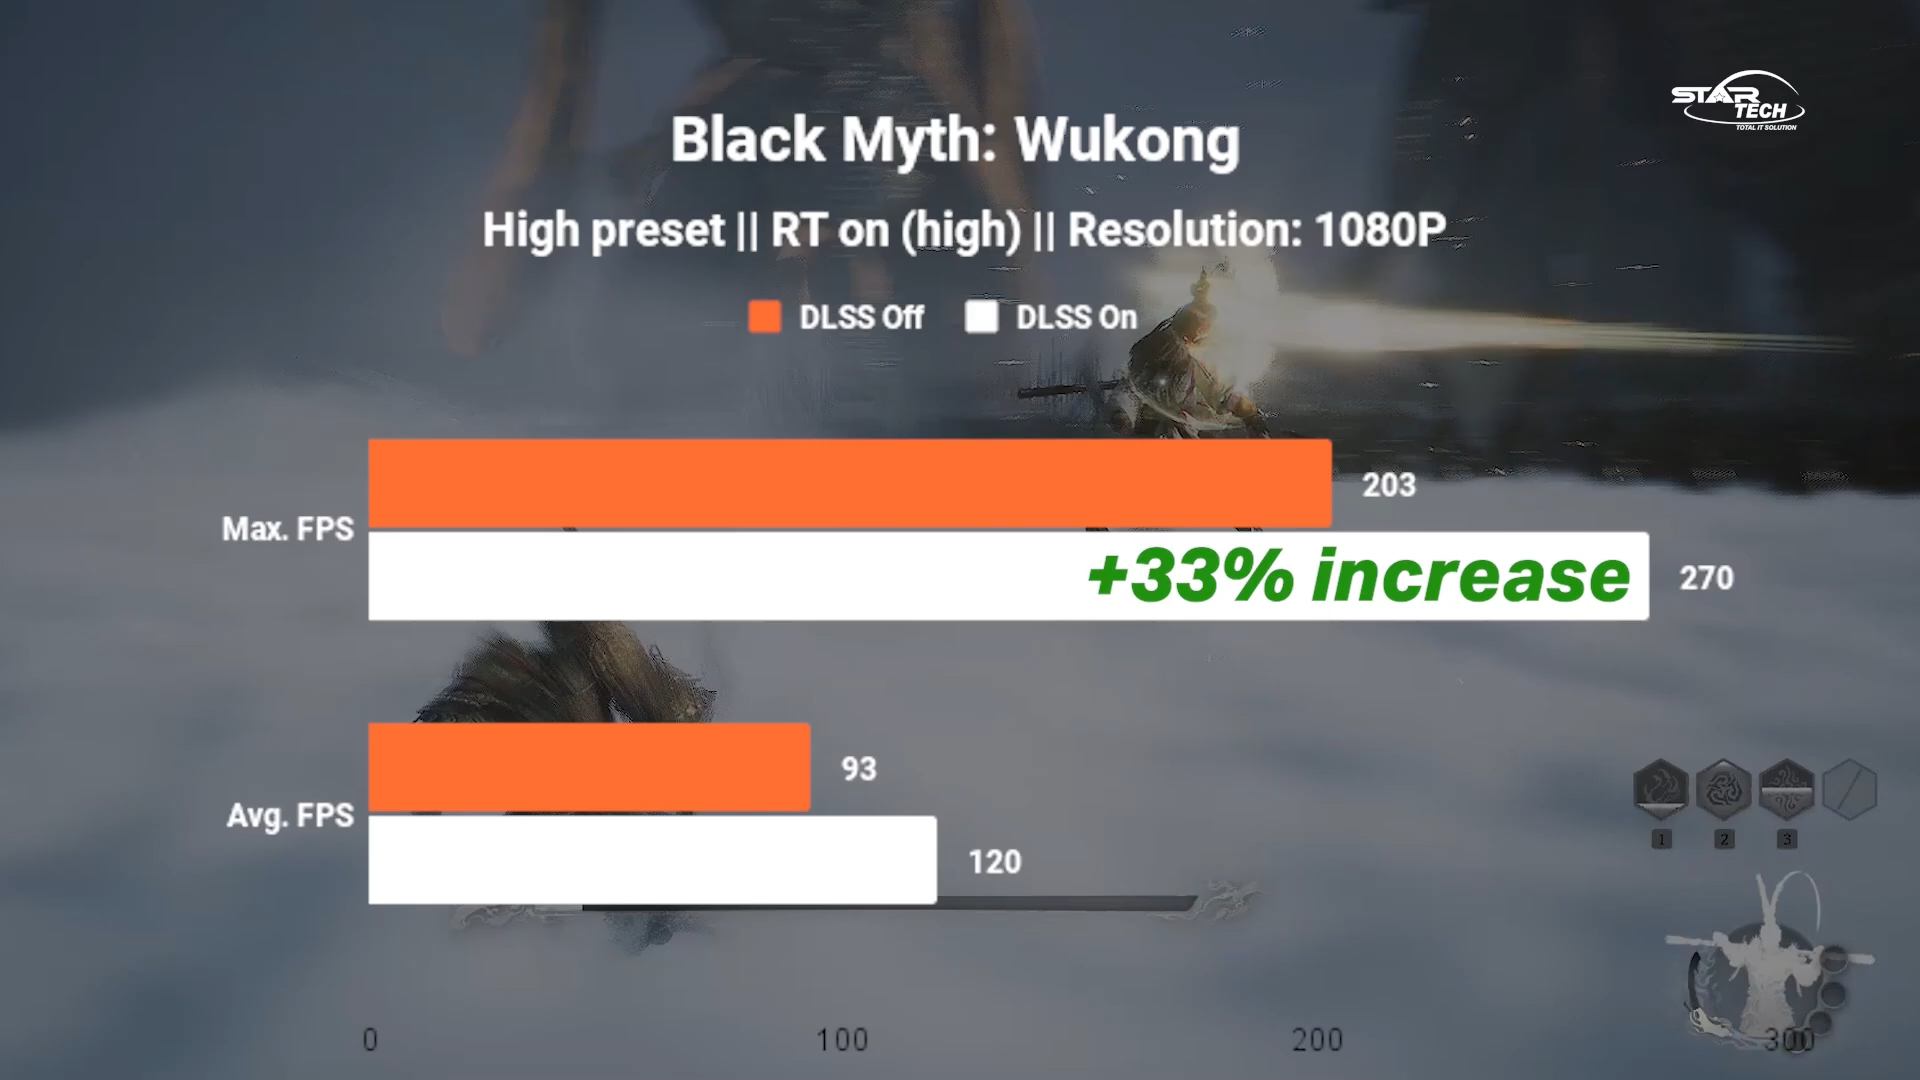 STAR
TECH
TOTAL IT SOLUTION
Black Myth: Wukong
High preset || RT on (high) || Resolution: 1080P
DLSS Off
DLSS On
203
Max. FPS
+33% increase
270
93
Avg. FPS
120
1
2
3
0
100
200
300